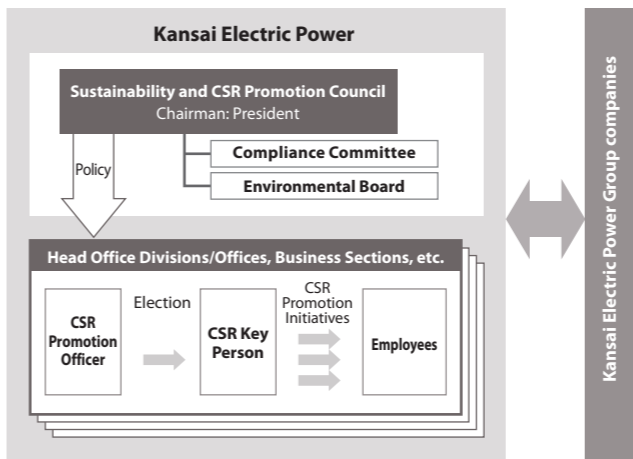 Kansai Electric Power
Sustainability and CSR Promotion Council
Chairman: President
Compliance Committee
Environmental Board
Policy
Head Office Divisions/Offices, Business Sections, etc.
CSR
Promotion
Officer
Election
CSR Key
Person
CSR
Promotion
Initiatives
Employees
Kansai Electric Power Group companies